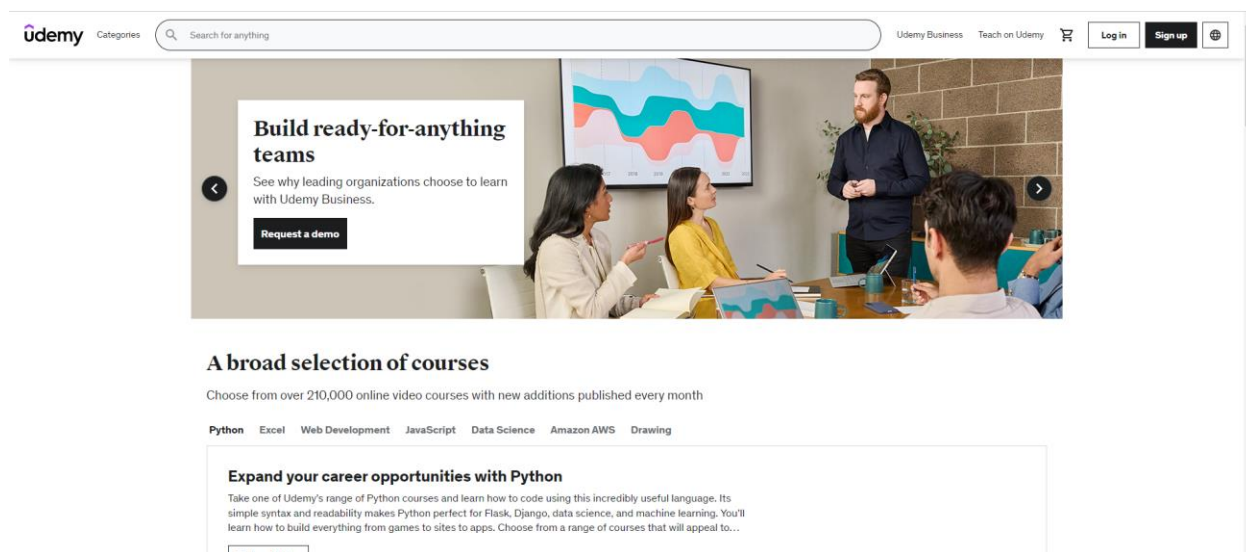 ûdemy
Categories
Search for anything
Udemy Business
Teach on Udemy
Log in
Sign up
Build ready-for-anything
teams
See why leading organizations choose to learn
with Udemy Business.
Request a demo
A broad selection of courses
Choose from over 210,000 online video courses with new additions published every month
Python Excel Web Development JavaScript Data Science Amazon AWS Drawing
Expand your career opportunities with Python
Take one of Udemy's range of Python courses and learn how to code using this incredibly useful language. Its
simple syntax and readability makes Python perfect for Flask, Django, data science, and machine learning. You'll
learn how to build everything from games to sites to apps. Choose from a range of courses that will appeal to…